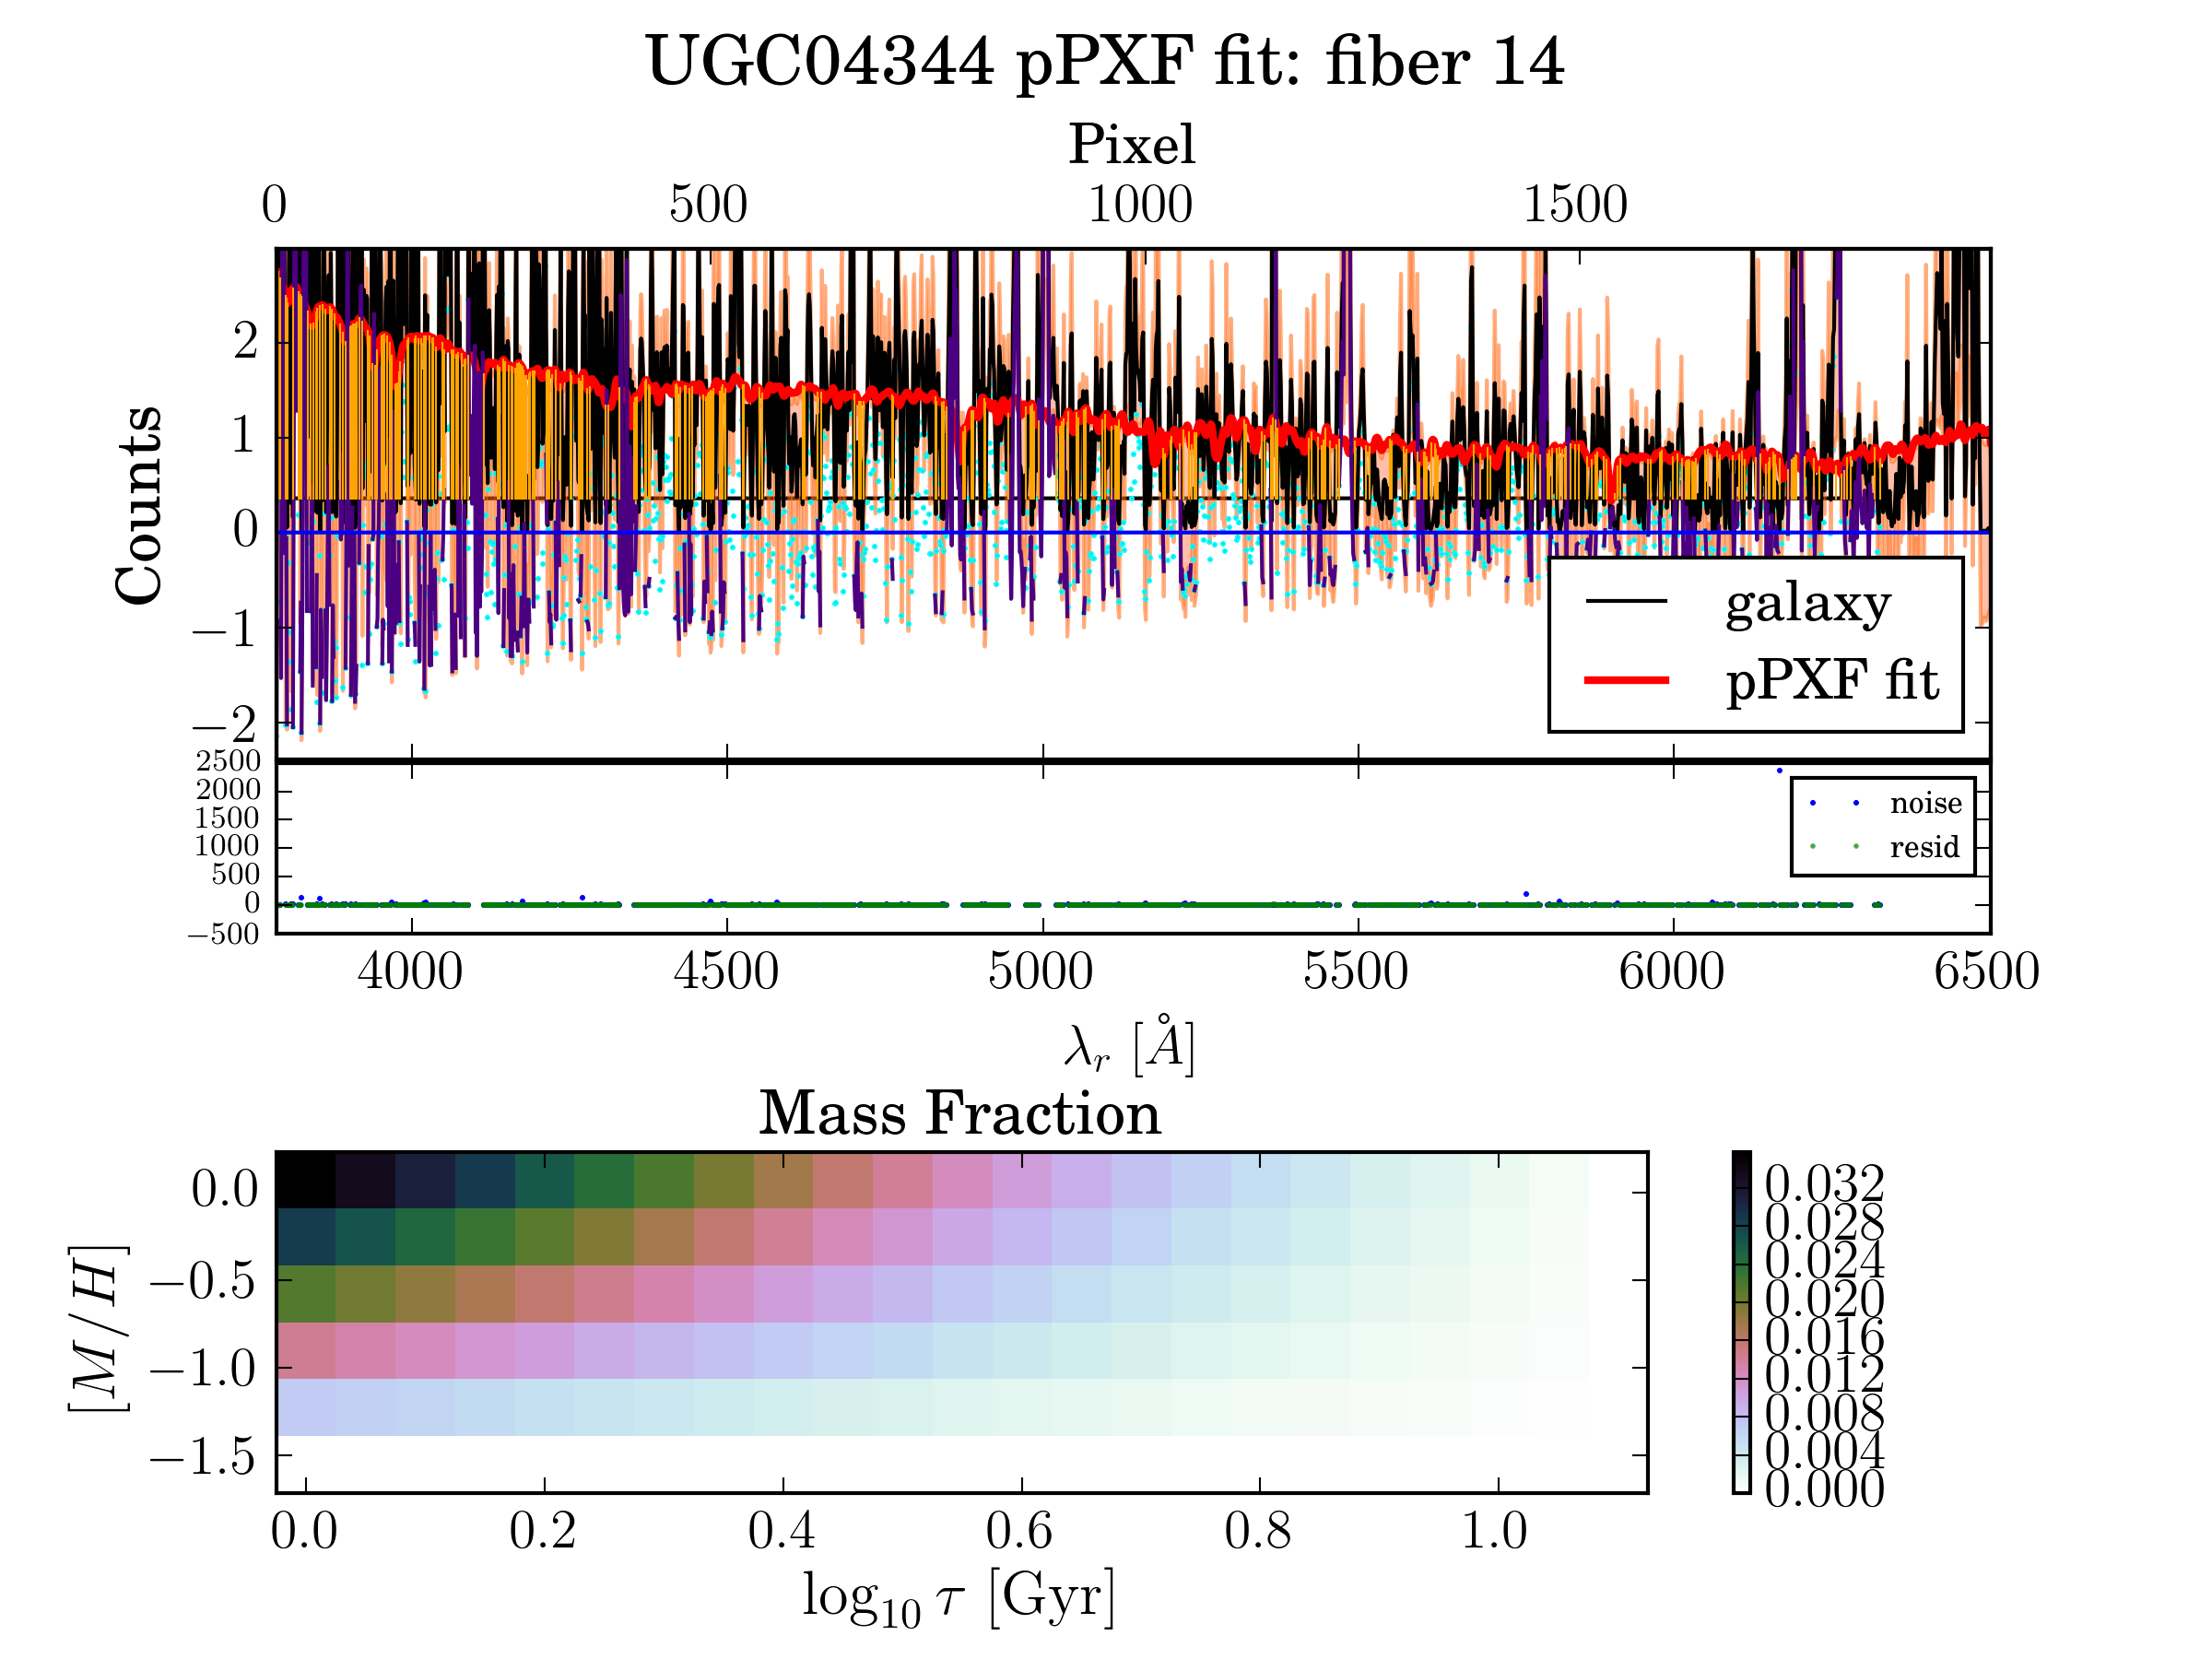 UGC04344 pPXF fit: fiber 14
Pixel
0 500 1000 1500
Counts
2
1
0
−1
−2
galaxy
pPXF fit
2500
2000
1500
1000
500
0
−500
noise
resid
4000 4500 5000 5500 6000 6500
λr [Å]
Mass Fraction
[M/H]
0.0
−0.5
−1.0
−1.5
0.0 0.2 0.4 0.6 0.8 1.0
log10 τ [Gyr]
0.032
0.028
0.024
0.020
0.016
0.012
0.008
0.004
0.000